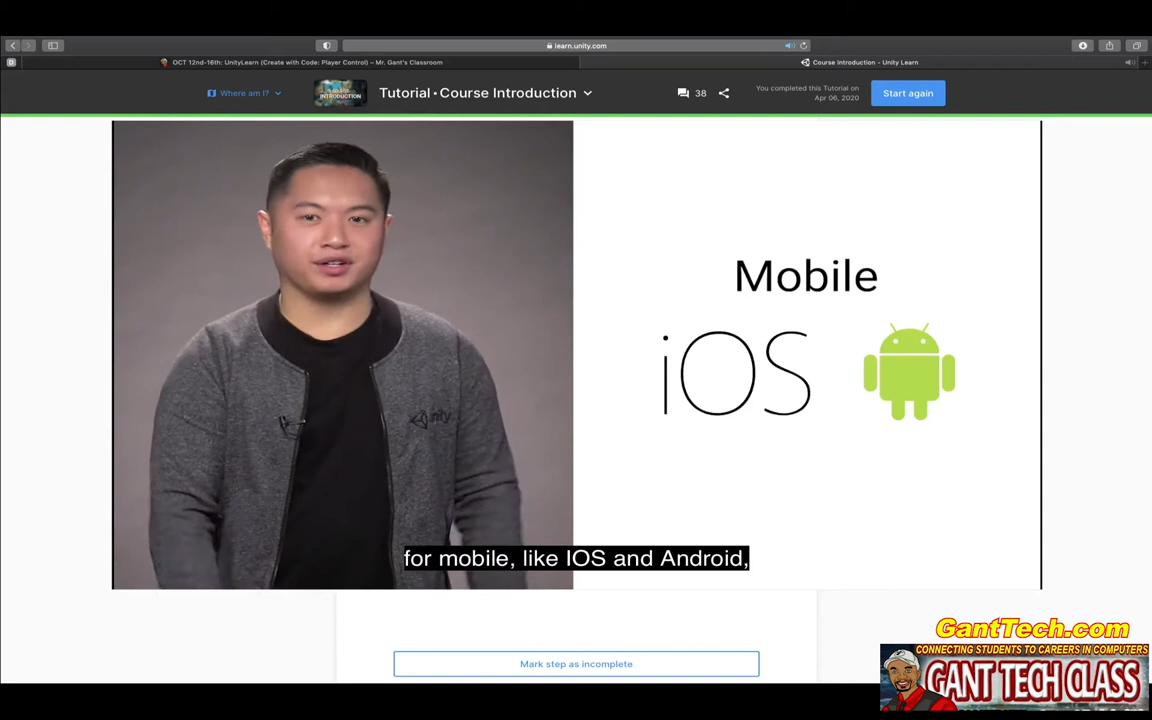 learn.unity.com
OCT 12nd-16th: UnityLearn (Create with Code: Player Control) – Mr. Gant's Classroom
Course Introduction - Unity Learn
Where am I?
INTRODUCTION
Tutorial • Course Introduction
38
You completed this Tutorial on
Apr 06, 2020
Start again
Mobile
iOS
unity
for mobile, like IOS and Android,
Mark step as incomplete
GantTech.com
CONNECTING STUDENTS TO CAREERS IN COMPUTERS
GANT TECH CLASS